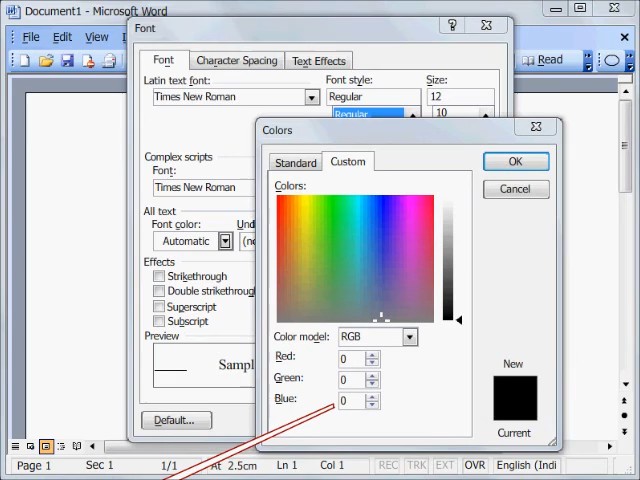 Document1 - Microsoft Word
File Edit View
Font
Font Character Spacing Text Effects
Latin text font: Font style: Size:
Times New Roman Regular 12
Regular 10
Read
Complex scripts
Font:
Times New Roman
All text
Font color:
Automatic
Effects
Strikethrough
Double strikethrough
Superscript
Subscript
Preview
Default...
Colors
Standard Custom
OK
Cancel
Colors:
Color model: RGB
Red: 0
Green: 0
Blue: 0
New
Current
Page 1 Sec 1 1/1 At 2.5cm Ln 1 Col 1 REC TRK EXT OVR English (Indi